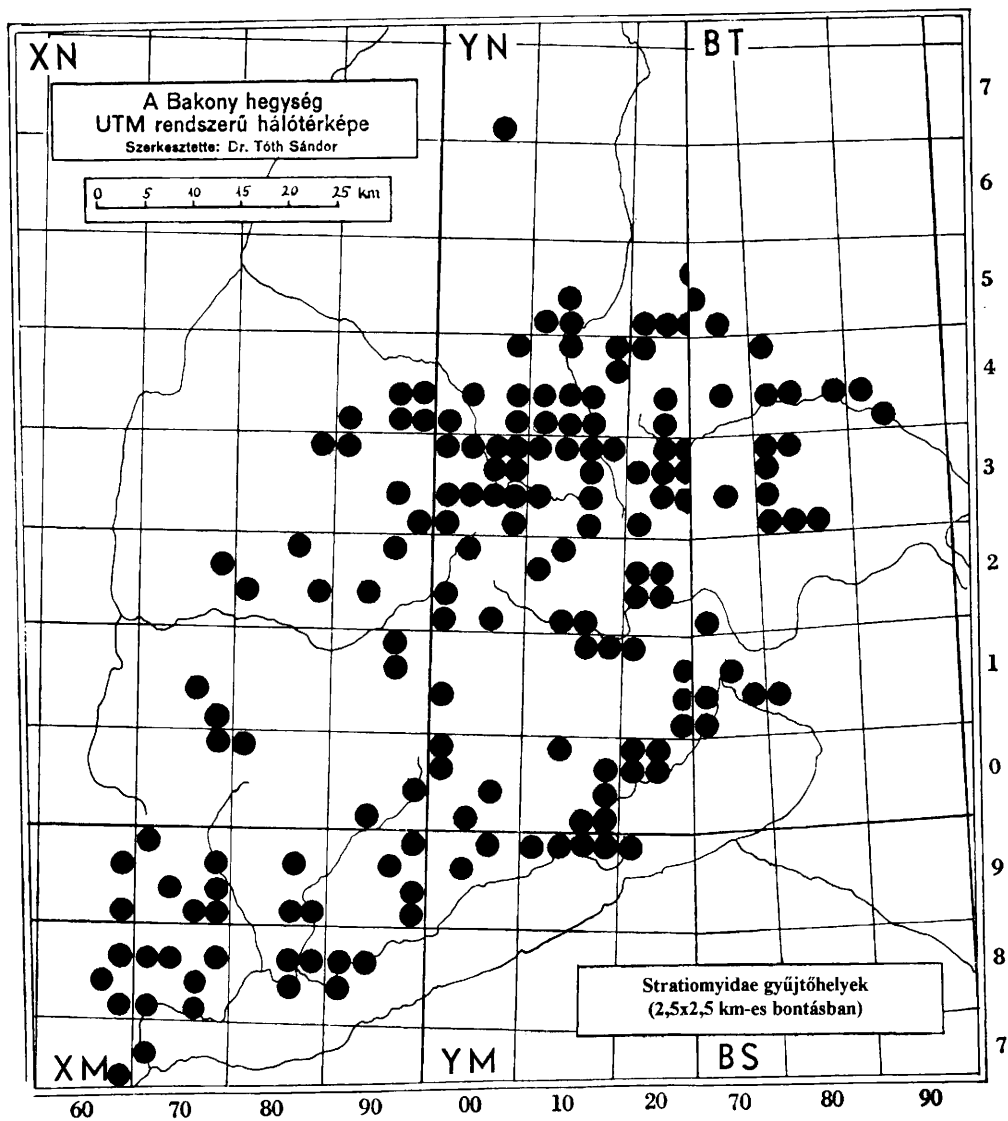 XN YN BT
A Bakony hegység
UTM rendszerű hálótérképe
Szerkesztette: Dr. Tóth Sándor
0 5 10 15 20 25 km
7
6
5
4
3
2
1
0
9
8
7
Stratiomyidae gyűjtőhelyek
(2,5x2,5 km-es bontásban)
XM YM BS
60 70 80 90 00 10 20 70 80 90